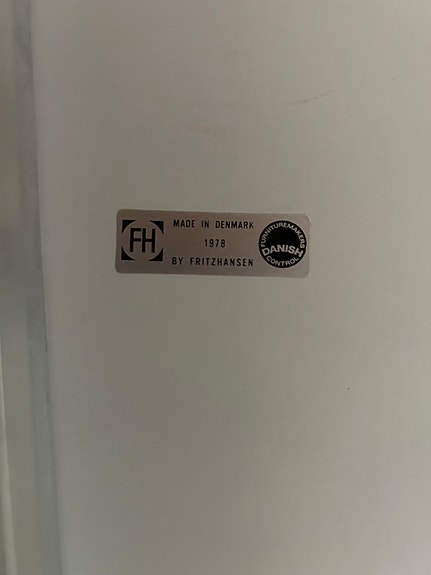 FH
MADE IN DENMARK
1978
BY FRITZHANSEN
FURNITUREMAKERS
DANISH
CONTROL